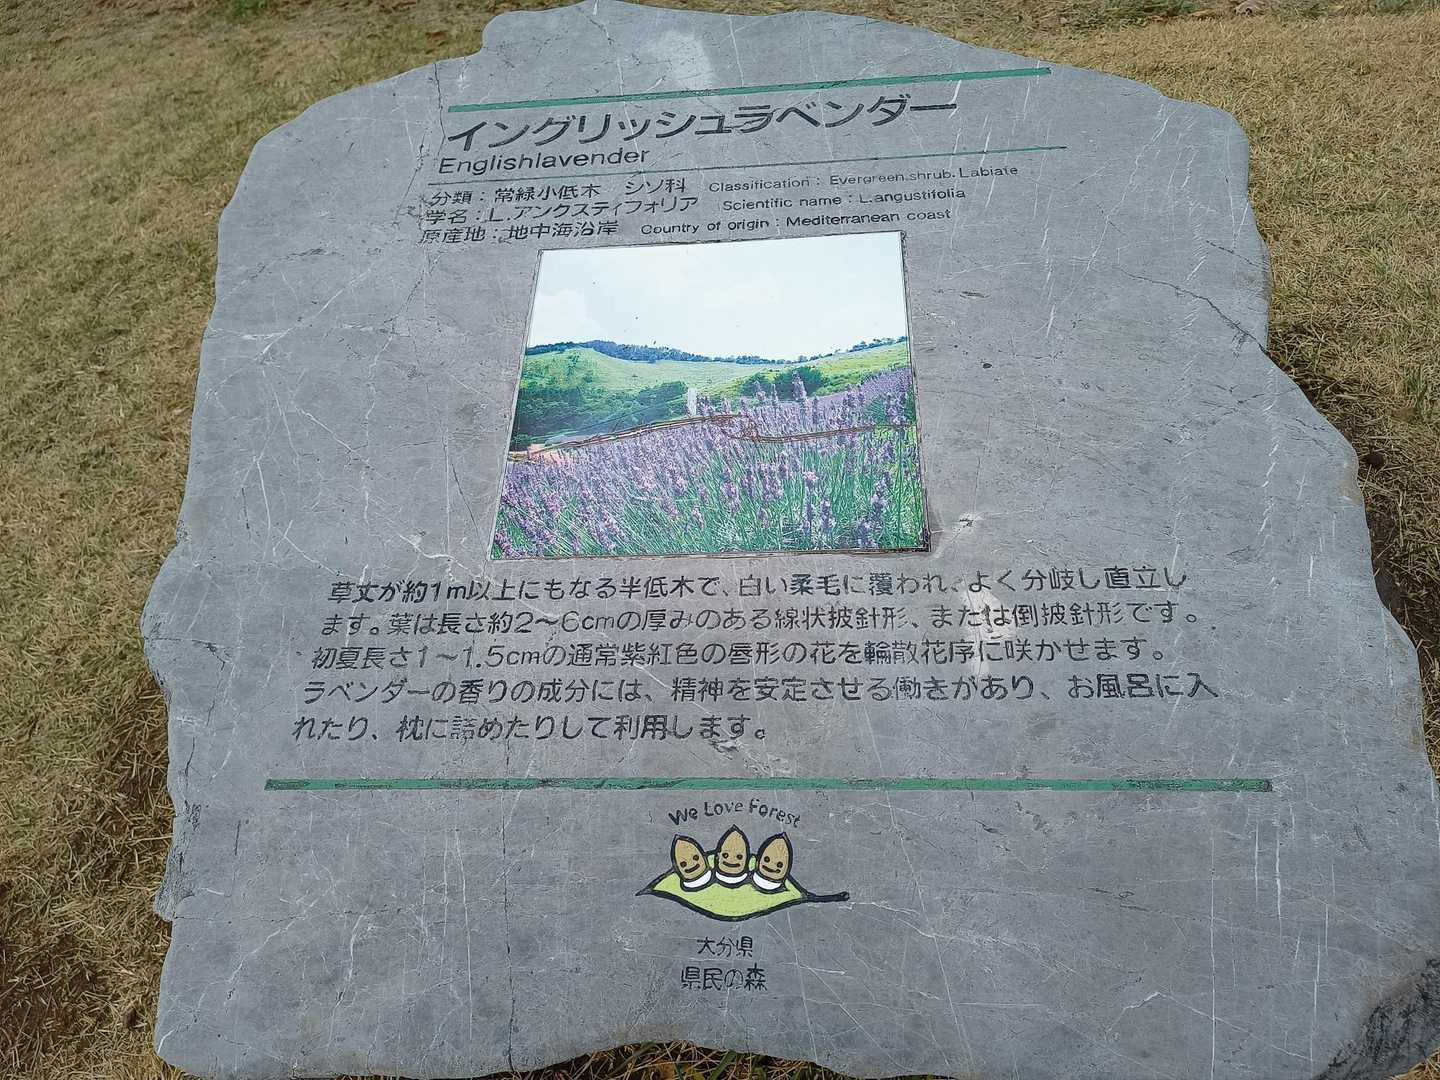 イングリッシュラベンダー
Englishlavender
分類：常緑小低木　シソ科　Classification : Evergreen.shrub.Labiate
学名：L.アングスティフォリア　Scientific name : L.angustifolia
原産地：地中海沿岸　Country of origin : Mediterranean coast
草丈が約1m以上にもなる半低木で、白い柔毛に覆われ、よく分岐し直立し
ます。葉は長さ約2～6cmの厚みのある線状披針形、または倒披針形です。
初夏長さ1～1.5cmの通常紫紅色の唇形の花を輪散花序に咲かせます。
ラベンダーの香りの成分には、精神を安定させる働きがあり、お風呂に入
れたり、枕に詰めたりして利用します。
We Love Forest
大分県
県民の森